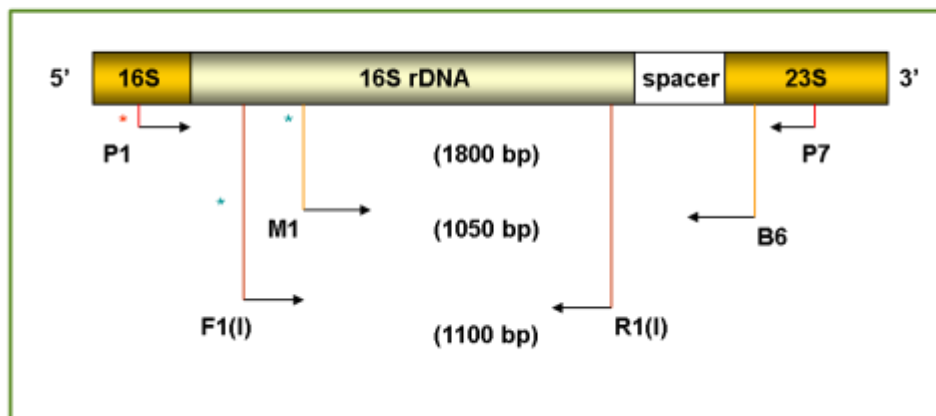 5’ 16S 16S rDNA spacer 23S 3’
* *
P1 (1800 bp) P7
*
M1 (1050 bp) B6
F1(I) (1100 bp) R1(I)